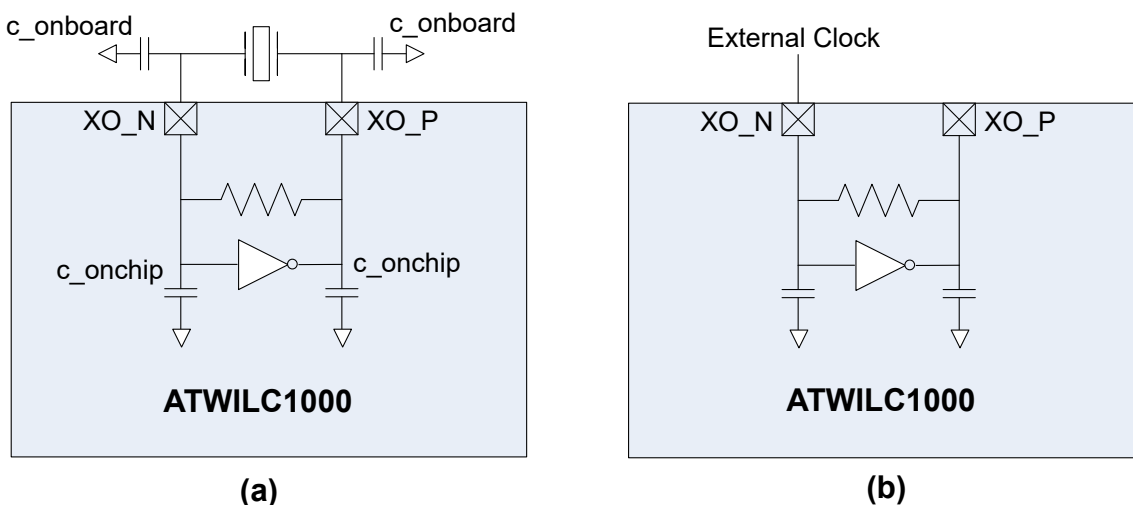 c_onboard
c_onboard
XO_N
XO_P
c_onchip
c_onchip
ATWILC1000
(a)
External Clock
XO_N
XO_P
ATWILC1000
(b)